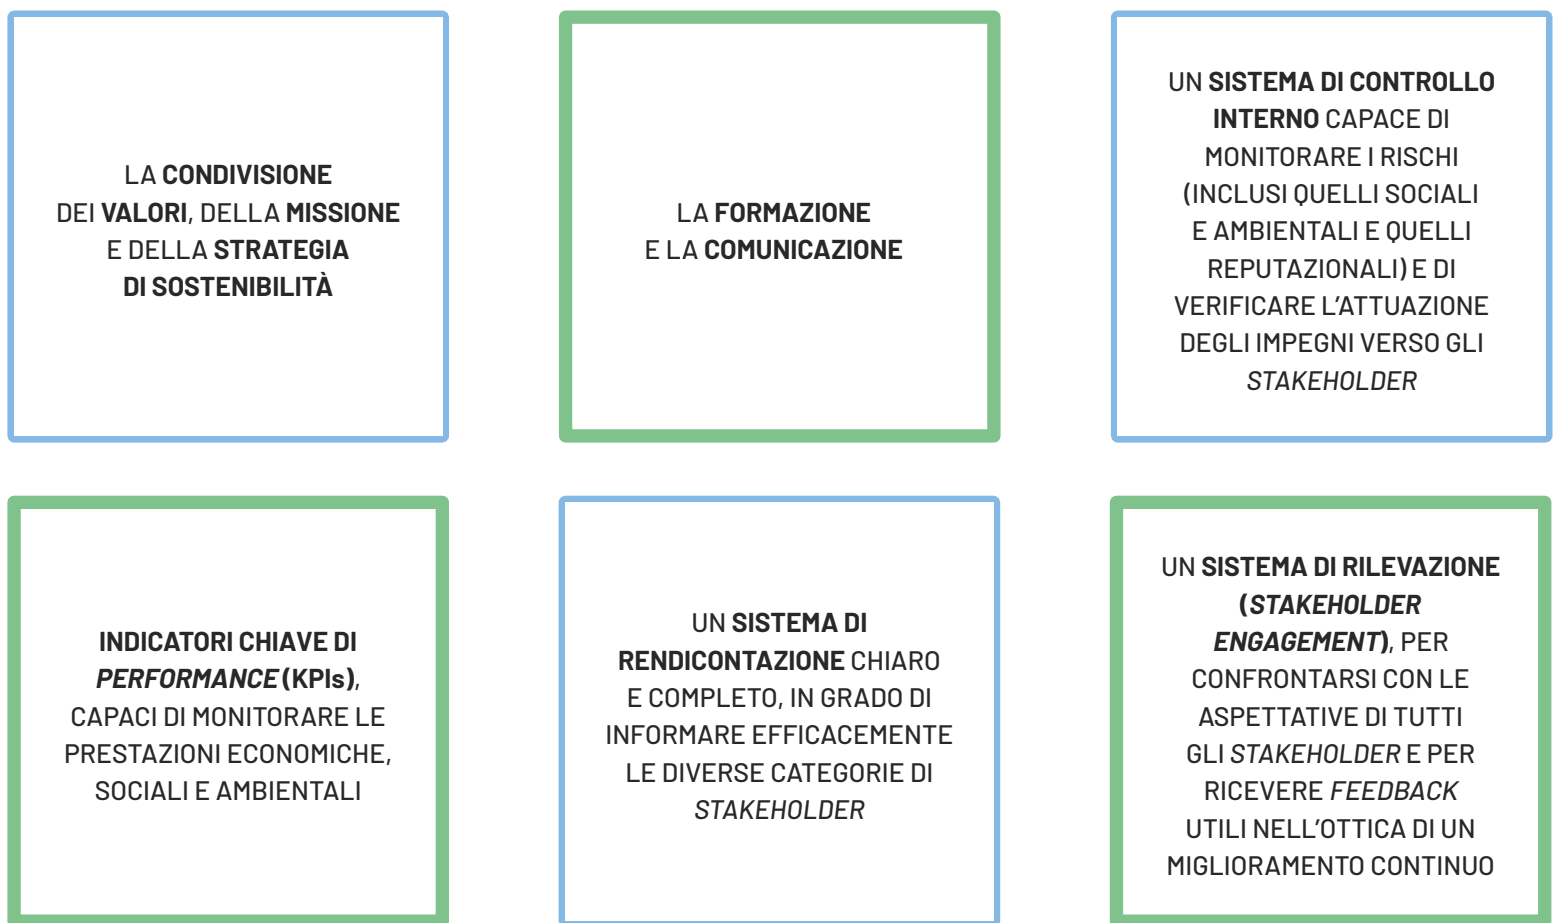 LA CONDIVISIONE
DEI VALORI, DELLA MISSIONE
E DELLA STRATEGIA
DI SOSTENIBILITÀ
LA FORMAZIONE
E LA COMUNICAZIONE
UN SISTEMA DI CONTROLLO
INTERNO CAPACE DI
MONITORARE I RISCHI
(INCLUSI QUELLI SOCIALI
E AMBIENTALI E QUELLI
REPUTAZIONALI) E DI
VERIFICARE L'ATTUAZIONE
DEGLI IMPEGNI VERSO GLI
STAKEHOLDER
INDICATORI CHIAVE DI
PERFORMANCE (KPIs),
CAPACI DI MONITORARE LE
PRESTAZIONI ECONOMICHE,
SOCIALI E AMBIENTALI
UN SISTEMA DI
RENDICONTAZIONE CHIARO
E COMPLETO, IN GRADO DI
INFORMARE EFFICACEMENTE
LE DIVERSE CATEGORIE DI
STAKEHOLDER
UN SISTEMA DI RILEVAZIONE
(STAKEHOLDER
ENGAGEMENT), PER
CONFRONTARSI CON LE
ASPETTATIVE DI TUTTI
GLI STAKEHOLDER E PER
RICEVERE FEEDBACK
UTILI NELL'OTTICA DI UN
MIGLIORAMENTO CONTINUO